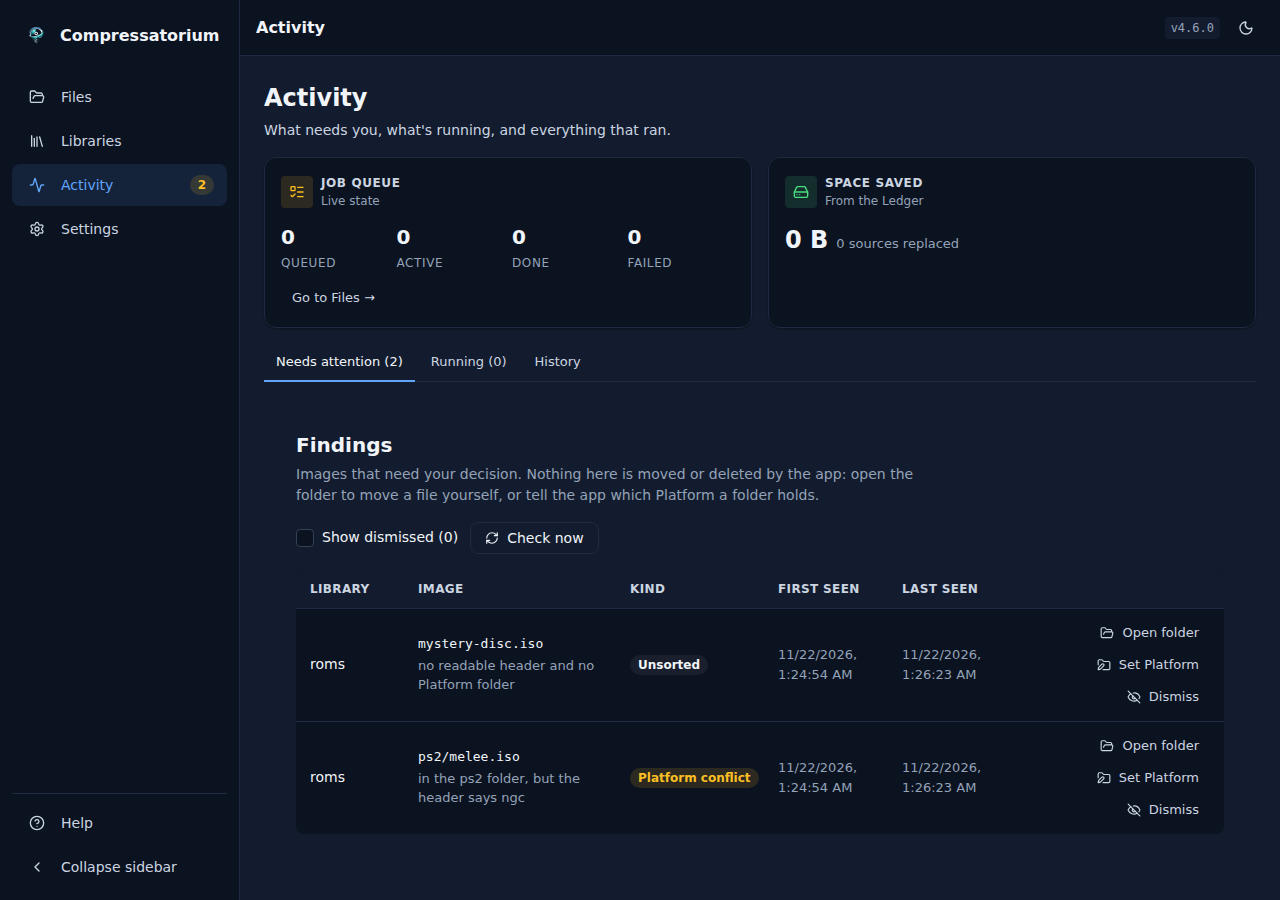 Compressatorium
Files
Libraries
Activity 2
Settings
Help
Collapse sidebar
Activity
v4.6.0
Activity
What needs you, what's running, and everything that ran.
JOB QUEUE
Live state
0 0 0 0
QUEUED ACTIVE DONE FAILED
Go to Files →
SPACE SAVED
From the Ledger
0 B 0 sources replaced
Needs attention (2) Running (0) History
Findings
Images that need your decision. Nothing here is moved or deleted by the app: open the
folder to move a file yourself, or tell the app which Platform a folder holds.
Show dismissed (0) Check now
LIBRARY IMAGE KIND FIRST SEEN LAST SEEN
roms
mystery-disc.iso
no readable header and no
Platform folder
Unsorted
11/22/2026,
1:24:54 AM
11/22/2026,
1:26:23 AM
Open folder
Set Platform
Dismiss
roms
ps2/melee.iso
in the ps2 folder, but the
header says ngc
Platform conflict
11/22/2026,
1:24:54 AM
11/22/2026,
1:26:23 AM
Open folder
Set Platform
Dismiss